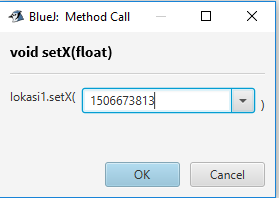 BlueJ: Method Call
void setX(float)
lokasi1.setX( 1506673813 )
OK Cancel